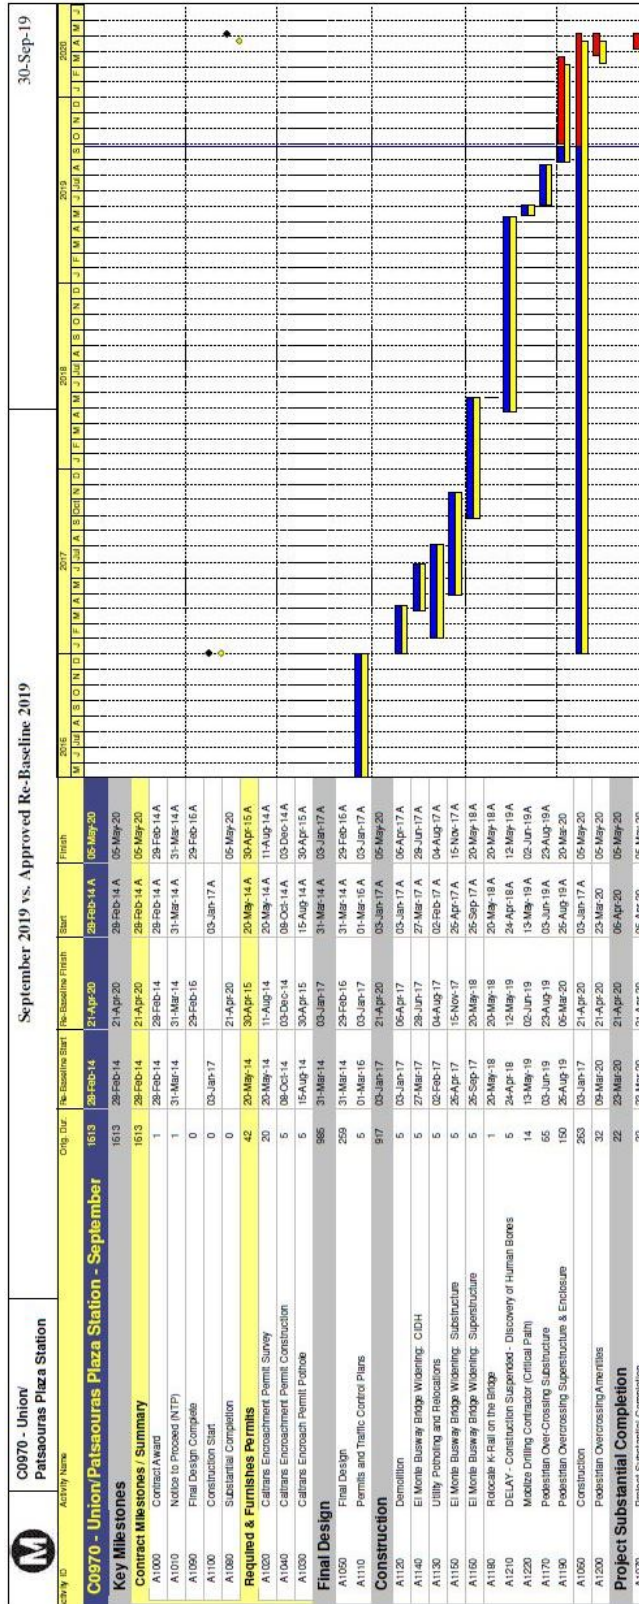 M
C0970 - Union/
Patsaouras Plaza Station
September 2019 vs. Approved Re-Baseline 2019
30-Sep-19
ctivity ID Activity Name Orig. Dur. Re-Baseline Start Re-Baseline Finish Start Finish 2016 2017 2018 2019 2020
M J Jul A S O N D J F M A M J Jul A S Oct N D J F M A M J Jul A S O N D J F M A M J Jul A S O N D J F M A M J
C0970 - Union/Patsaouras Plaza Station - September 1613 28-Feb-14 21-Apr-20 28-Feb-14 A 05-May-20
Key Milestones 1613 28-Feb-14 21-Apr-20 28-Feb-14 A 05-May-20
Contract Milestones / Summary 1613 28-Feb-14 21-Apr-20 28-Feb-14 A 05-May-20
A1000 Contract Award 1 28-Feb-14 28-Feb-14 28-Feb-14 A 28-Feb-14 A
A1010 Notice to Proceed (NTP) 1 31-Mar-14 31-Mar-14 31-Mar-14 A 31-Mar-14 A
A1090 Final Design Complete 0 29-Feb-16 29-Feb-16 A
A1100 Construction Start 0 03-Jan-17 03-Jan-17 A
A1080 Substantial Completion 0 21-Apr-20 05-May-20
Required & Furnishes Permits 42 20-May-14 30-Apr-15 20-May-14 A 30-Apr-15 A
A1020 Caltrans Encroachment Permit Survey 20 20-May-14 11-Aug-14 20-May-14 A 11-Aug-14 A
A1040 Caltrans Encroachment Permit Construction 5 08-Oct-14 03-Dec-14 08-Oct-14 A 03-Dec-14 A
A1030 Caltrans Encroach Permit Pothole 5 15-Aug-14 30-Apr-15 15-Aug-14 A 30-Apr-15 A
Final Design 985 31-Mar-14 03-Jan-17 31-Mar-14 A 03-Jan-17 A
A1050 Final Design 259 31-Mar-14 29-Feb-16 31-Mar-14 A 29-Feb-16 A
A1110 Permits and Traffic Control Plans 5 01-Mar-16 03-Jan-17 01-Mar-16 A 03-Jan-17 A
Construction 917 03-Jan-17 21-Apr-20 03-Jan-17 A 05-May-20
A1120 Demolition 5 03-Jan-17 06-Apr-17 03-Jan-17 A 06-Apr-17 A
A1140 El Monte Busway Bridge Widening: CIDH 5 27-Mar-17 28-Jun-17 27-Mar-17 A 28-Jun-17 A
A1130 Utility Potholing and Relocations 5 02-Feb-17 04-Aug-17 02-Feb-17 A 04-Aug-17 A
A1150 El Monte Busway Bridge Widening: Substructure 5 26-Apr-17 15-Nov-17 26-Apr-17 A 15-Nov-17 A
A1160 El Monte Busway Bridge Widening: Superstructure 5 26-Sep-17 20-May-18 26-Sep-17 A 20-May-18 A
A1180 Relocate K-Rail on the Bridge 1 20-May-18 20-May-18 20-May-18 A 20-May-18 A
A1210 DELAY - Construction Suspended - Discovery of Human Bones 5 24-Apr-18 12-May-19 24-Apr-18 A 12-May-19 A
A1220 Mobilize Drilling Contractor (Critical Path) 14 13-May-19 02-Jun-19 13-May-19 A 02-Jun-19 A
A1170 Pedestrian Over-Crossing Substructure 65 03-Jun-19 23-Aug-19 03-Jun-19 A 23-Aug-19 A
A1190 Pedestrian Overcrossing Superstructure & Enclosure 150 26-Aug-19 06-Mar-20 26-Aug-19 A 20-Mar-20
A1060 Construction 263 03-Jan-17 21-Apr-20 03-Jan-17 A 05-May-20
A1200 Pedestrian Overcrossing Amenities 32 09-Mar-20 21-Apr-20 23-Mar-20 05-May-20
Project Substantial Completion 22 23-Mar-20 21-Apr-20 06-Apr-20 05-May-20